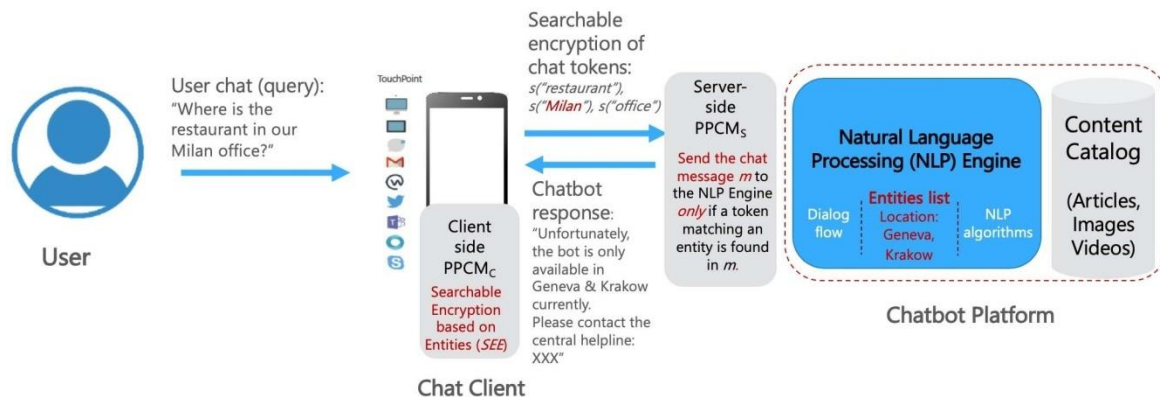 User chat (query):
“Where is the
restaurant in our
Milan office?”
User
TouchPoint
Client
side
PPCMC
Searchable
Encryption
based on
Entities (SEE)
Chat Client
Searchable
encryption of
chat tokens:
s(“restaurant”),
s(“Milan”), s(“office”)
Chatbot
response:
“Unfortunately,
the bot is only
available in
Geneva & Krakow
currently.
Please contact the
central helpline:
XXX“
Server-
side
PPCMS
Send the chat
message m to
the NLP Engine
only if a token
matching an
entity is found
in m.
Natural Language
Processing (NLP) Engine
Dialog
flow
Entities list
Location:
Geneva,
Krakow
NLP
algorithms
Content
Catalog
(Articles,
Images
Videos)
Chatbot Platform